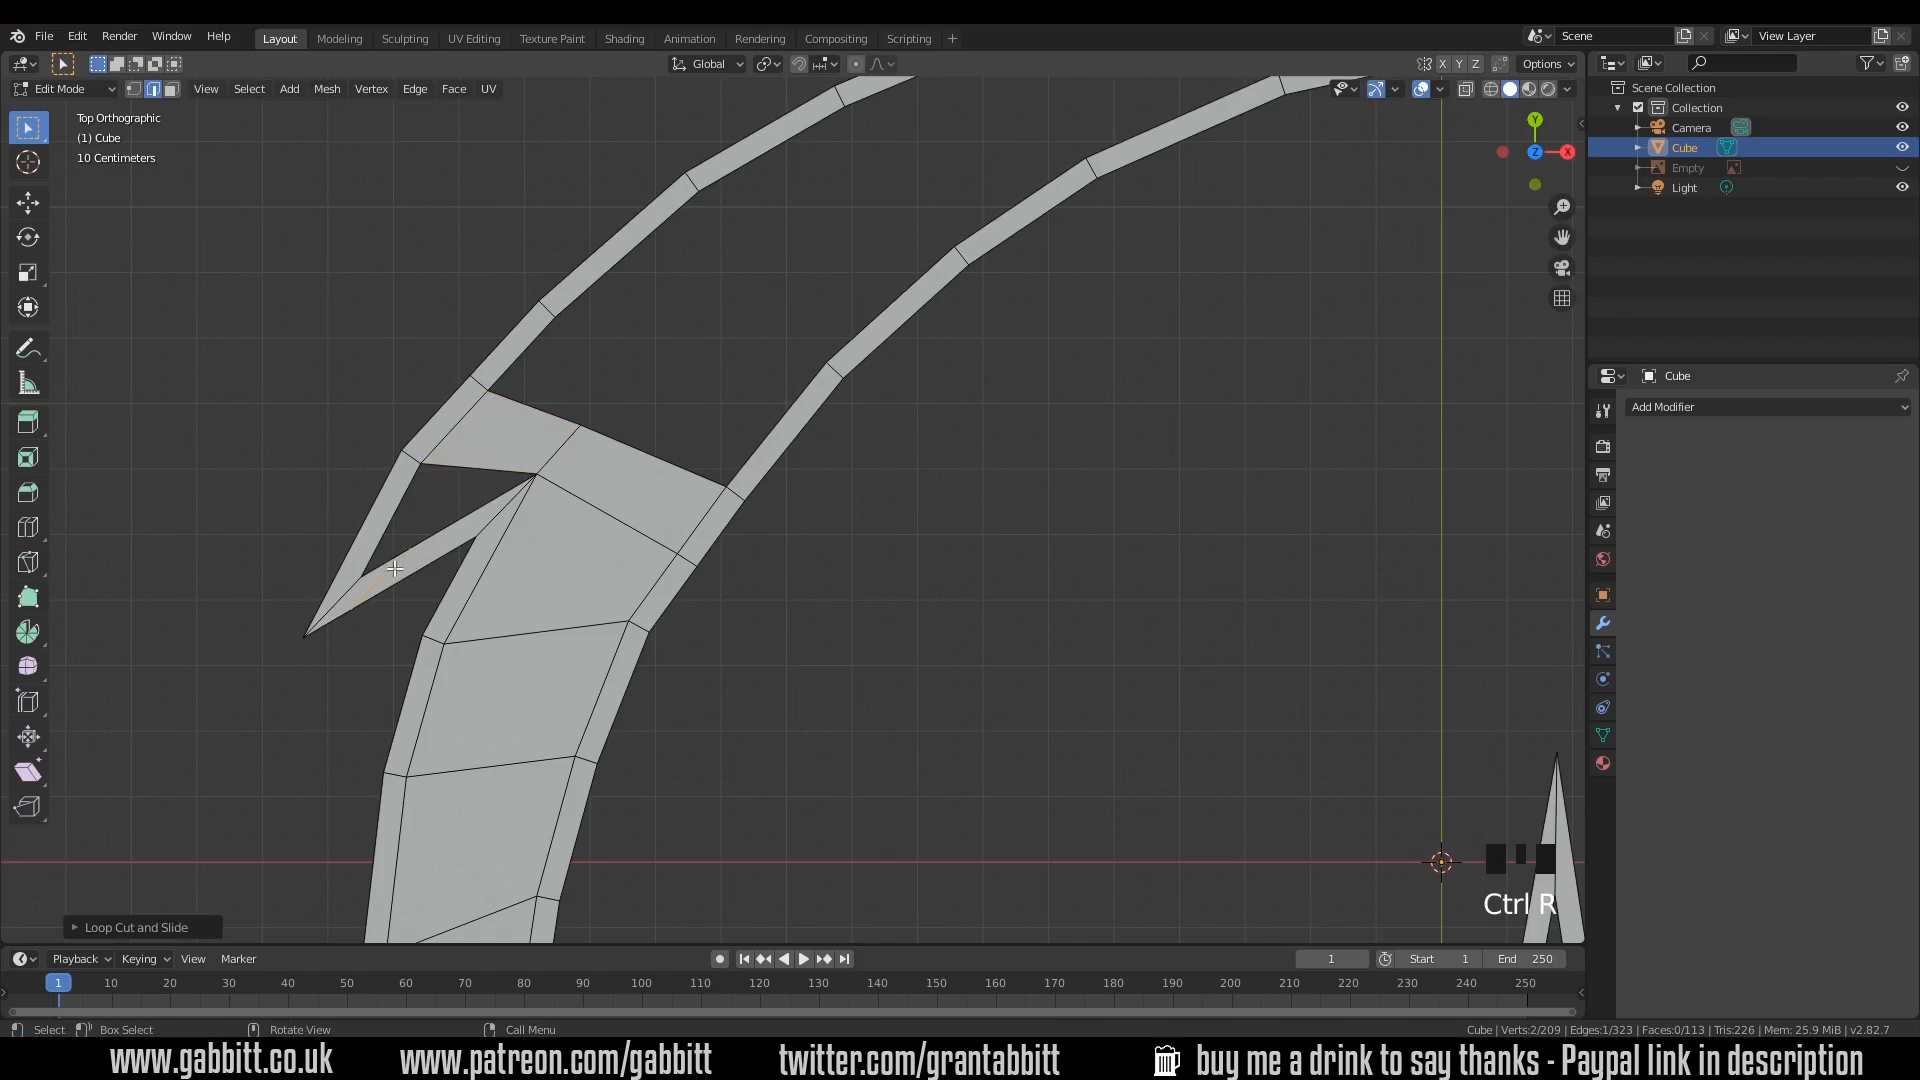 File Edit Render Window Help Layout Modeling Sculpting UV Editing Texture Paint Shading Animation Rendering Compositing Scripting + Scene View Layer
Global X Y Z Options
Edit Mode View Select Add Mesh Vertex Edge Face UV
Top Orthographic
(1) Cube
10 Centimeters
Y
Z
X
Scene Collection
Collection
Camera
Cube
Empty
Light
Cube
Add Modifier
Ctrl R
Loop Cut and Slide
Playback Keying View Marker 1 Start 1 End 250
1 10 20 30 40 50 60 70 80 90 100 110 120 130 140 150 160 170 180 190 200 210 220 230 240 250
Select Box Select Rotate View Call Menu Cube | Verts:2/209 | Edges:1/323 | Faces:0/113 | Tris:226 | Mem: 25.9 MiB | v2.82.7
www.gabbitt.co.uk www.patreon.com/gabbitt twitter.com/grantabbitt buy me a drink to say thanks - Paypal link in description